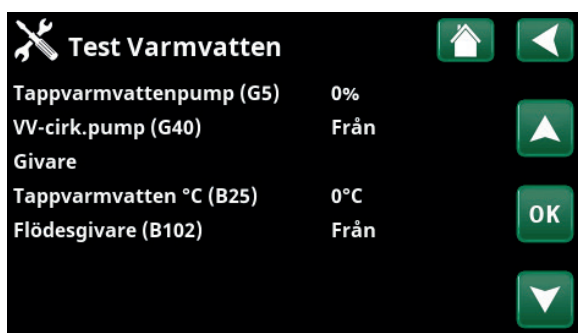 Test Varmvatten
Tappvarmvattenpump (G5) 0%
VV-cirk.pump (G40) Från
Givare
Tappvarmvatten °C (B25) 0°C
Flödesgivare (B102) Från
OK